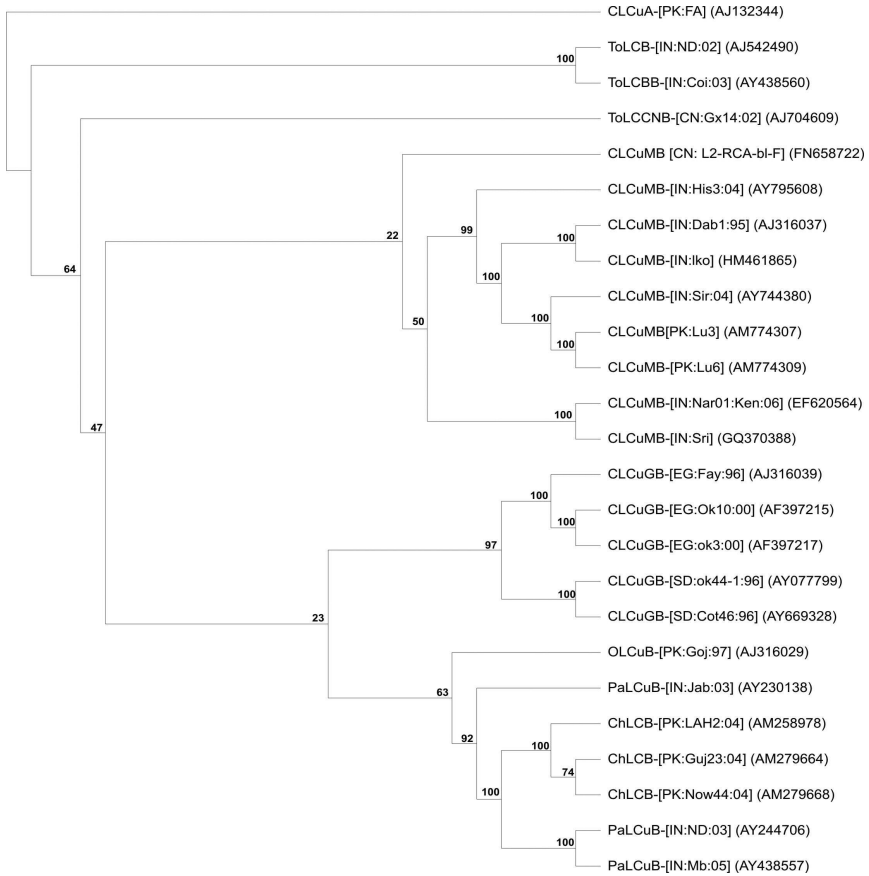 CLCuA-[PK:FA] (AJ132344)
ToLCB-[IN:ND:02] (AJ542490)
100
ToLCBB-[IN:Coi:03] (AY438560)
ToLCCNB-[CN:Gx14:02] (AJ704609)
CLCuMB [CN: L2-RCA-bl-F] (FN658722)
CLCuMB-[IN:His3:04] (AY795608)
CLCuMB-[IN:Dab1:95] (AJ316037)
99
22
100
CLCuMB-[IN:lko] (HM461865)
64
100
CLCuMB-[IN:Sir:04] (AY744380)
100
50
CLCuMB[PK:Lu3] (AM774307)
100
CLCuMB-[PK:Lu6] (AM774309)
CLCuMB-[IN:Nar01:Ken:06] (EF620564)
100
47
CLCuMB-[IN:Sri] (GQ370388)
CLCuGB-[EG:Fay:96] (AJ316039)
100
CLCuGB-[EG:Ok10:00] (AF397215)
100
CLCuGB-[EG:ok3:00] (AF397217)
97
CLCuGB-[SD:ok44-1:96] (AY077799)
100
CLCuGB-[SD:Cot46:96] (AY669328)
23
OLCuB-[PK:Goj:97] (AJ316029)
PaLCuB-[IN:Jab:03] (AY230138)
63
ChLCB-[PK:LAH2:04] (AM258978)
92
100
ChLCB-[PK:Guj23:04] (AM279664)
74
100
ChLCB-[PK:Now44:04] (AM279668)
PaLCuB-[IN:ND:03] (AY244706)
100
PaLCuB-[IN:Mb:05] (AY438557)